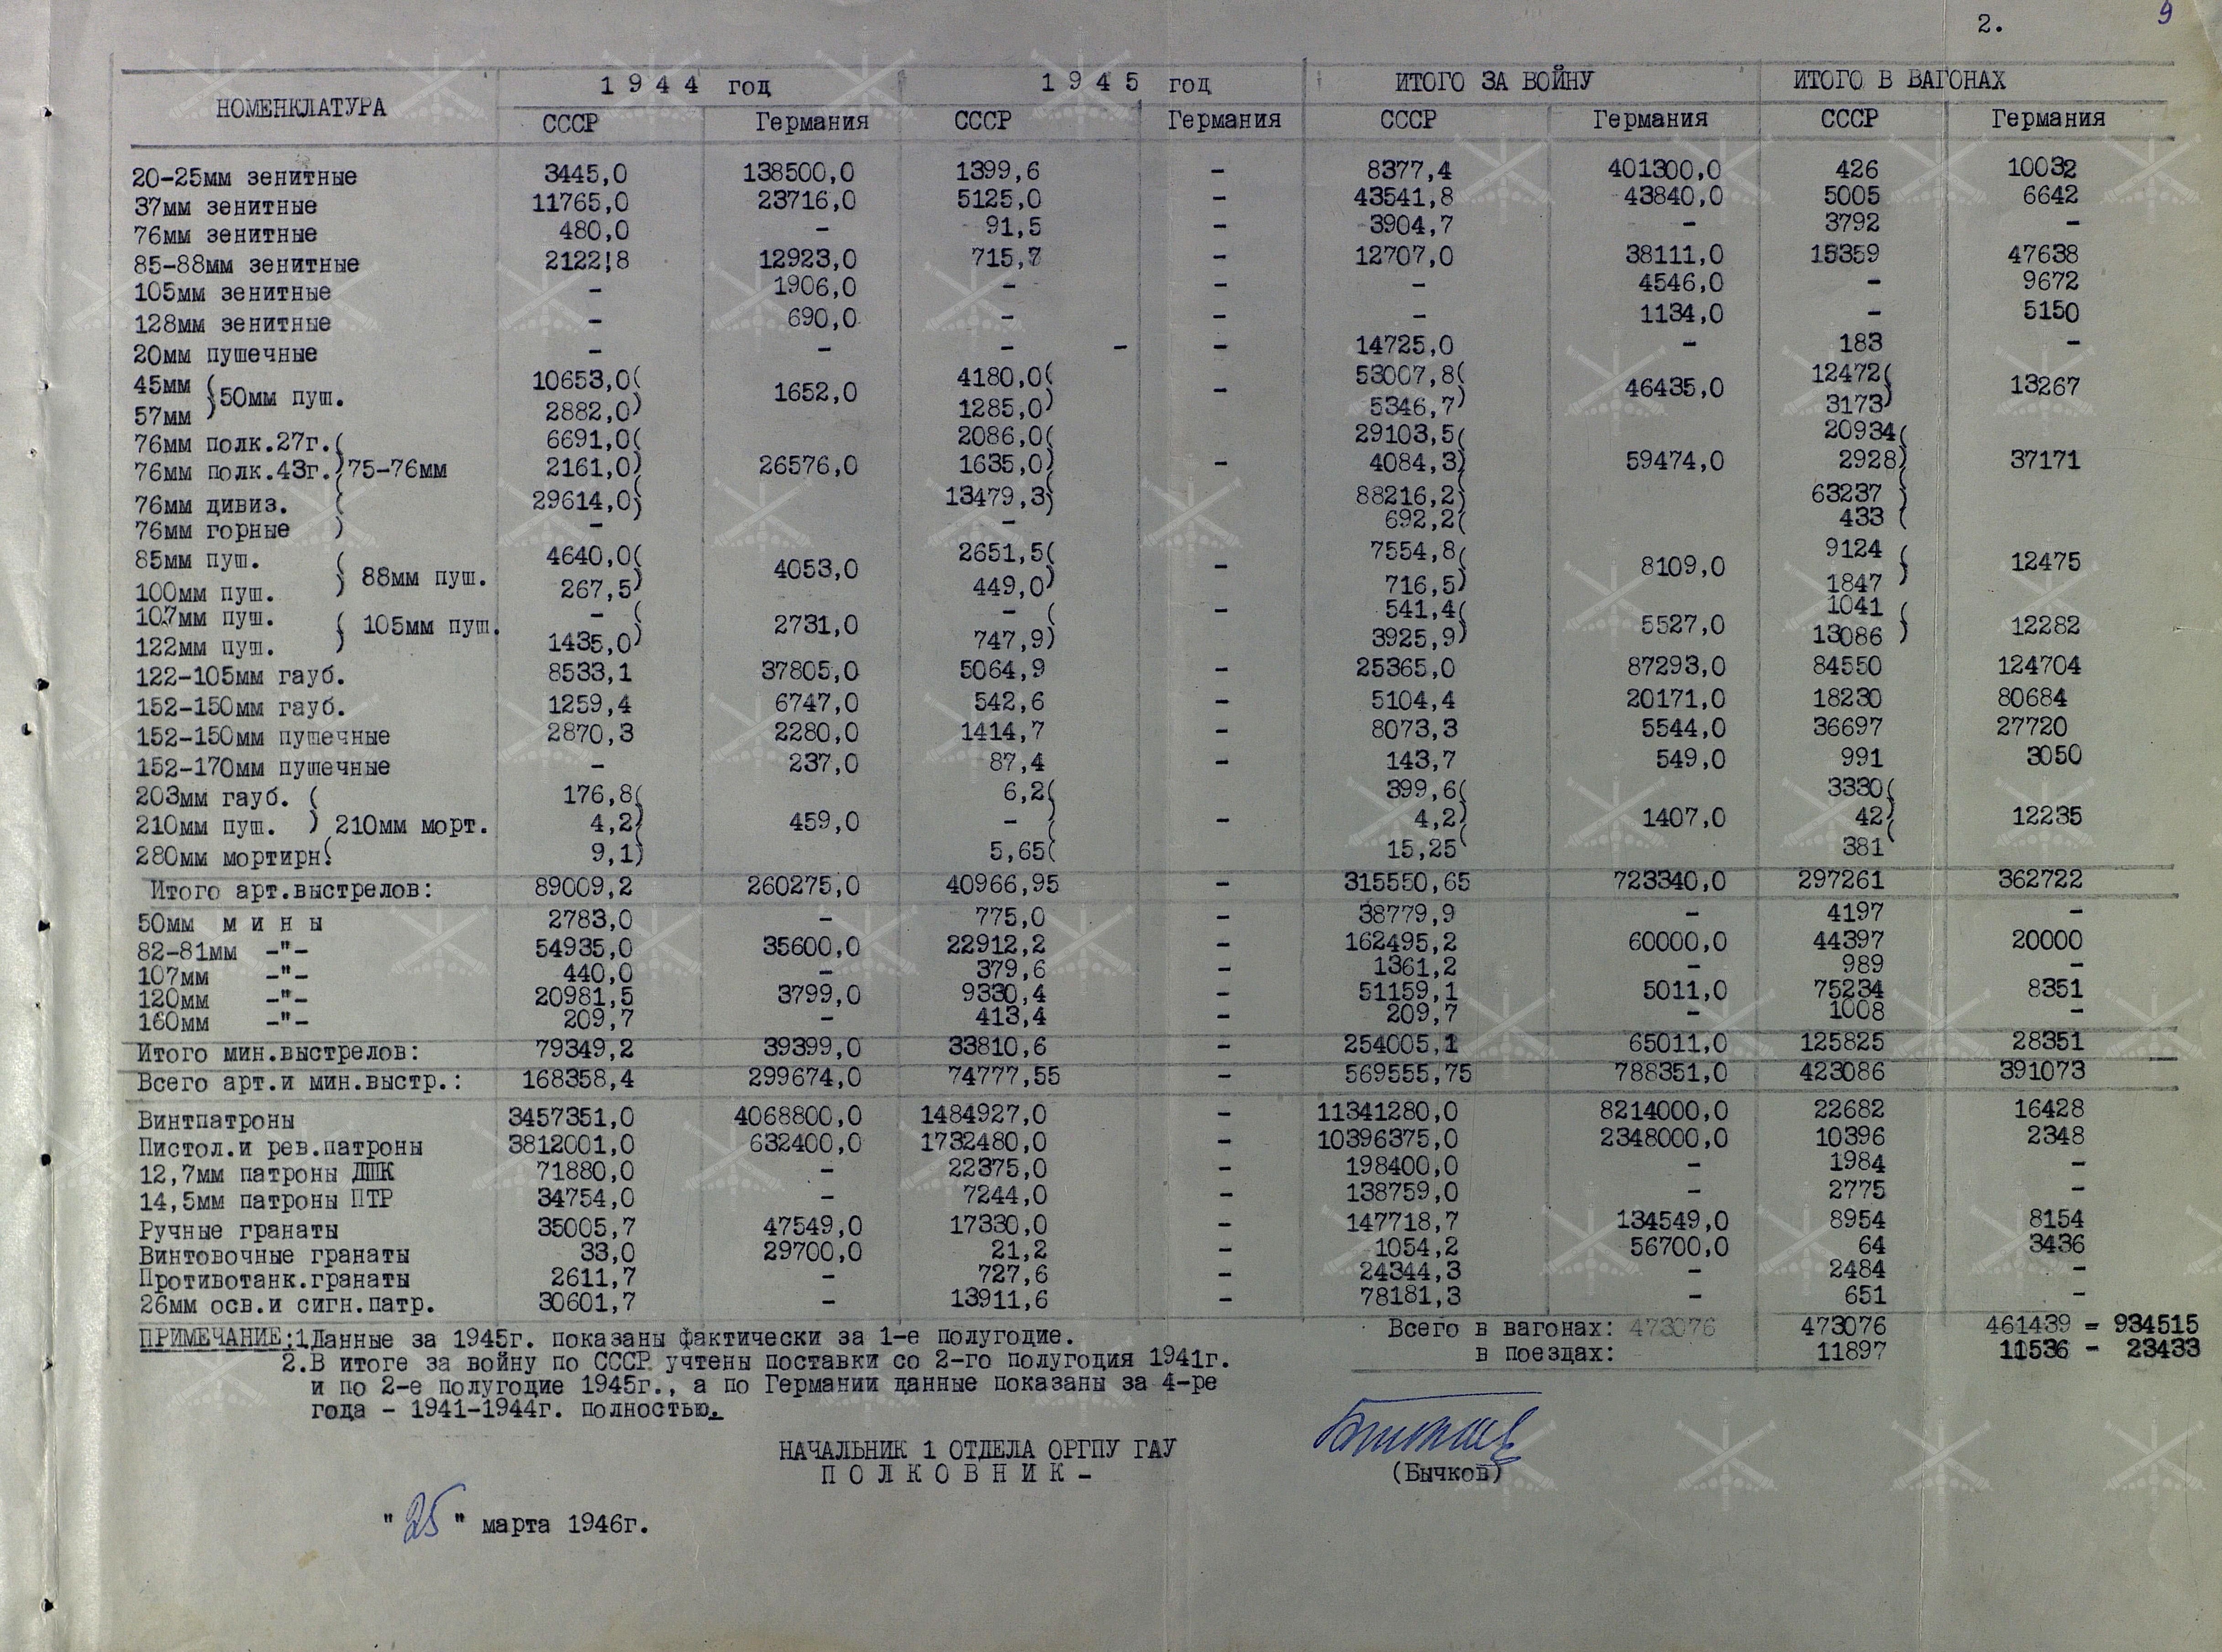 2.
9
НОМЕНКЛАТУРА 1944 год 1945 год ИТОГО ЗА ВОЙНУ ИТОГО В ВАГОНАХ
СССР Германия СССР Германия СССР Германия СССР Германия
20-25мм зенитные 3445,0 138500,0 1399,6 - 8377,4 401300,0 426 10032
37мм зенитные 11765,0 23716,0 5125,0 - 43541,8 43840,0 5005 6642
76мм зенитные 480,0 - 91,5 - 3904,7 - 3792 -
85-88мм зенитные 2122!8 12923,0 715,7 - 12707,0 38111,0 15359 47638
105мм зенитные - 1906,0 - - - 4546,0 - 9672
128мм зенитные - 690,0 - - - 1134,0 - 5150
20мм пушечные - - - - - 14725,0 - 183 -
45мм ( 10653,0( 4180,0( 53007,8( 12472(
)50мм пуш. 1652,0 - 46435,0 13267
57мм ) 2882,0) 1285,0) 5346,7) 3173)
76мм полк.27г.( 6691,0( 2086,0( 29103,5( 20934(
76мм полк.43г.)75-76мм 2161,0) 26576,0 1635,0) - 4084,3) 59474,0 2928) 37171
76мм дивиз. ( 29614,0) 13479,3) 88216,2) 63237 )
76мм горные ) - - 692,2( 433 (
85мм пуш. ( 4640,0( 2651,5( 7554,8( 9124 (
) 88мм пуш. 4053,0 - 8109,0 12475
100мм пуш. ) 267,5) 449,0) 716,5) 1847 )
107мм пуш. ( - ( - ( - 541,4( 1041 (
( 105мм пуш. 2731,0 5527,0 12282
122мм пуш. ) 1435,0) 747,9) 3925,9) 13086 )
122-105мм гауб. 8533,1 37805,0 5064,9 - 25365,0 87293,0 84550 124704
152-150мм гауб. 1259,4 6747,0 542,6 - 5104,4 20171,0 18230 80684
152-150мм пушечные 2870,3 2280,0 1414,7 - 8073,3 5544,0 36697 27720
152-170мм пушечные - 237,0 87,4 - 143,7 549,0 991 3050
203мм гауб. ( 176,8( 6,2( 399,6( 3330(
210мм пуш. ) 210мм морт. 4,2) 459,0 - ) - 4,2) 1407,0 42) 12235
280мм мортирн.( 9,1) 5,65( 15,25( 381(
Итого арт.выстрелов: 89009,2 260275,0 40966,95 - 315550,65 723340,0 297261 362722
50мм м и н ы 2783,0 - 775,0 - 38779,9 - 4197 -
82-81мм -"- 54935,0 35600,0 22912,2 - 162495,2 60000,0 44397 20000
107мм -"- 440,0 - 379,6 - 1361,2 - 989 -
120мм -"- 20981,5 3799,0 9330,4 - 51159,1 5011,0 75234 8351
160мм -"- 209,7 - 413,4 - 209,7 - 1008 -
Итого мин.выстрелов: 79349,2 39399,0 33810,6 - 254005,1 65011,0 125825 28351
Всего арт.и мин.выстр.: 168358,4 299674,0 74777,55 - 569555,75 788351,0 423086 391073
Винтпатроны 3457351,0 4068800,0 1484927,0 - 11341280,0 8214000,0 22682 16428
Пистол.и рев.патроны 3812001,0 632400,0 1732480,0 - 10396375,0 2348000,0 10396 2348
12,7мм патроны ДШК 71880,0 - 22375,0 - 198400,0 - 1984 -
14,5мм патроны ПТР 34754,0 - 7244,0 - 138759,0 - 2775 -
Ручные гранаты 35005,7 47549,0 17330,0 - 147718,7 134549,0 8954 8154
Винтовочные гранаты 33,0 29700,0 21,2 - 1054,2 56700,0 64 3436
Противотанк.гранаты 2611,7 - 727,6 - 24344,3 - 2484 -
26мм осв.и сигн.патр. 30601,7 - 13911,6 - 78181,3 - 651 -
ПРИМЕЧАНИЕ:1.Данные за 1945г. показаны фактически за 1-е полугодие. Всего в вагонах: 473076 473076 461439 = 934515
2.В итоге за войну по СССР учтены поставки со 2-го полугодия 1941г. в поездах: 11897 11536 - 23433
и по 2-е полугодие 1945г., а по Германии данные показаны за 4-ре
года - 1941-1944г. полностью.
НАЧАЛЬНИК 1 ОТДЕЛА ОРГПУ ГАУ
П О Л К О В Н И К -
(Бычков)
"25" марта 1946г.